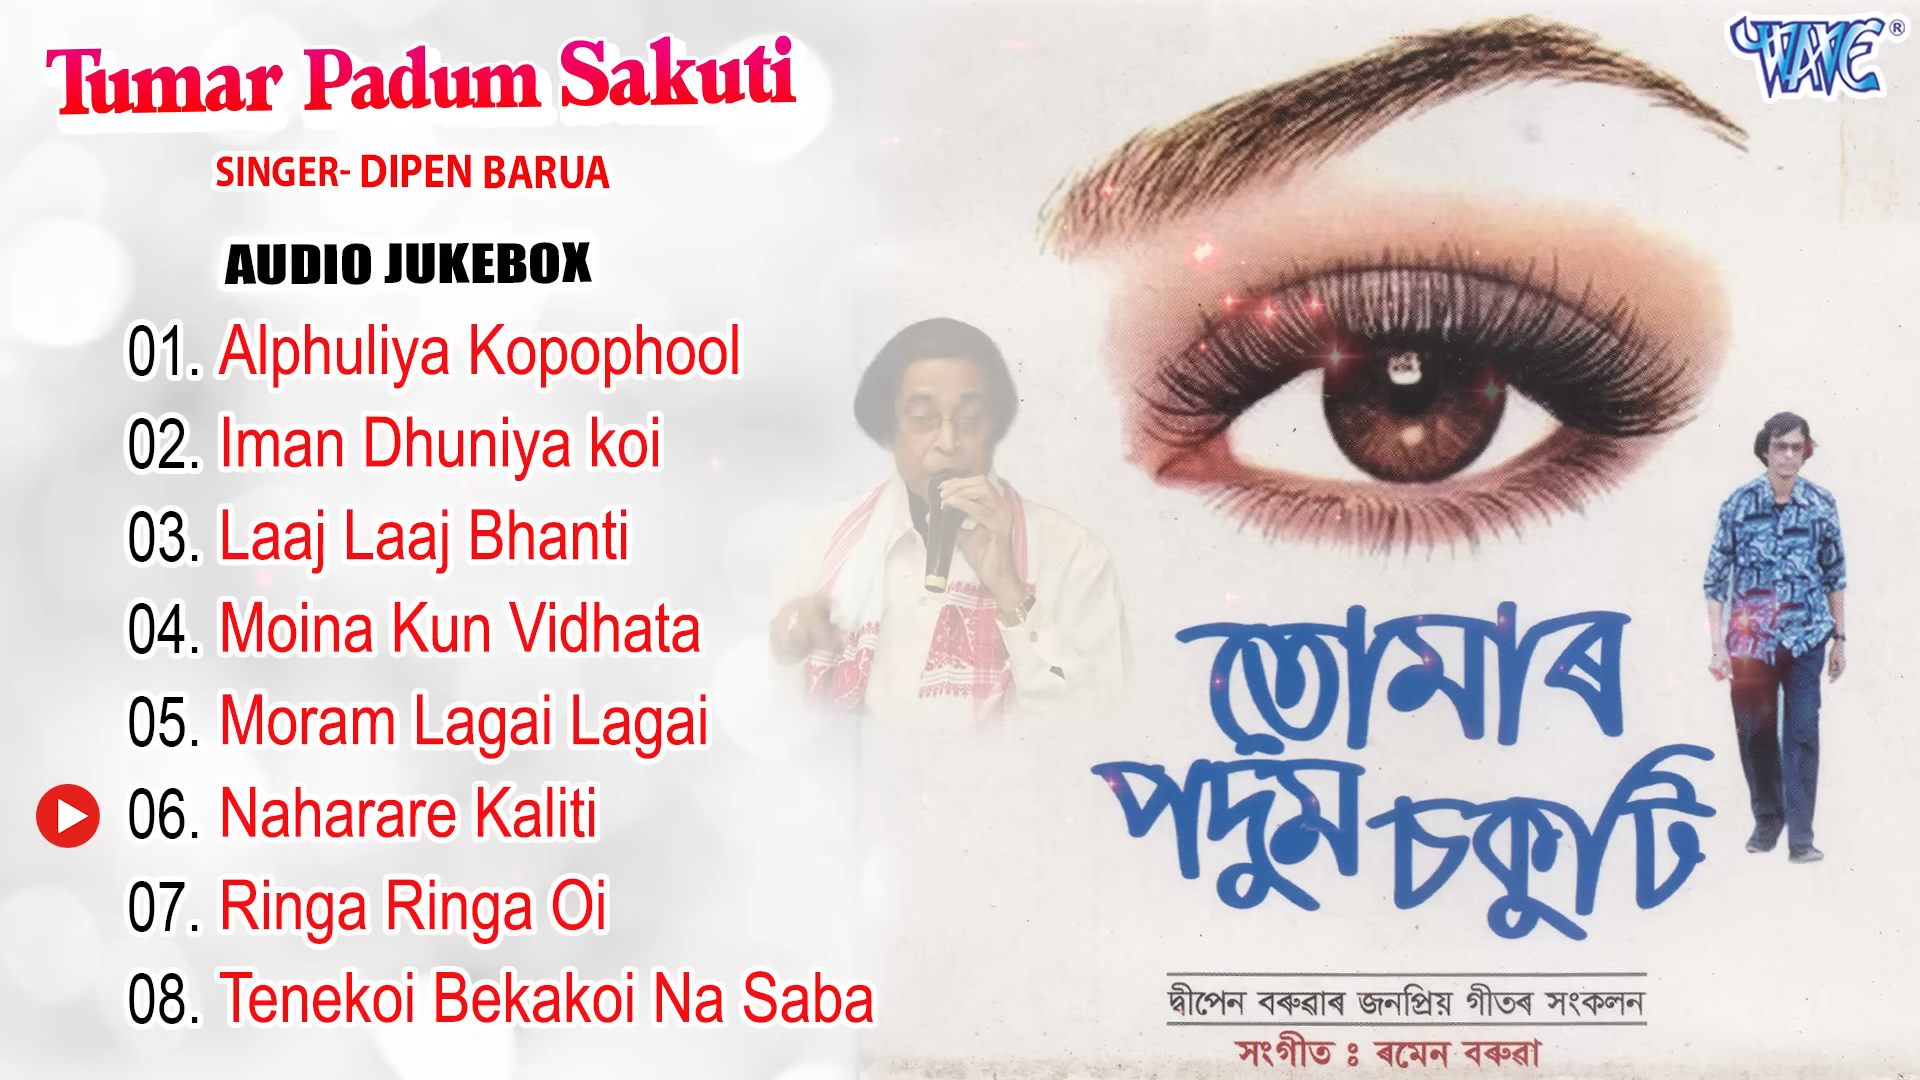 Tumar Padum Sakuti
SINGER- DIPEN BARUA
AUDIO JUKEBOX
01. Alphuliya Kopophool
02. Iman Dhuniya koi
03. Laaj Laaj Bhanti
04. Moina Kun Vidhata
05. Moram Lagai Lagai
06. Naharare Kaliti
07. Ringa Ringa Oi
08. Tenekoi Bekakoi Na Saba
WAVE ®
তোমাৰ
পদুম চকুটি
দ্বীপেন বৰুৱাৰ জনপ্ৰিয় গীতৰ সংকলন
সংগীত ঃ ৰমেন বৰুৱা